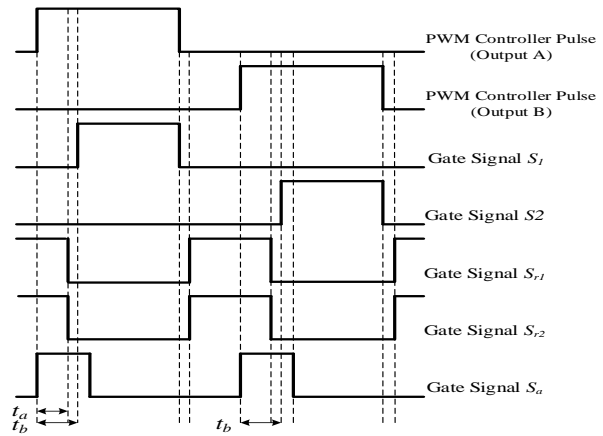 PWM Controller Pulse
(Output A)
PWM Controller Pulse
(Output B)
Gate Signal S1
Gate Signal S2
Gate Signal Sr1
Gate Signal Sr2
Gate Signal Sa
ta
tb
tb